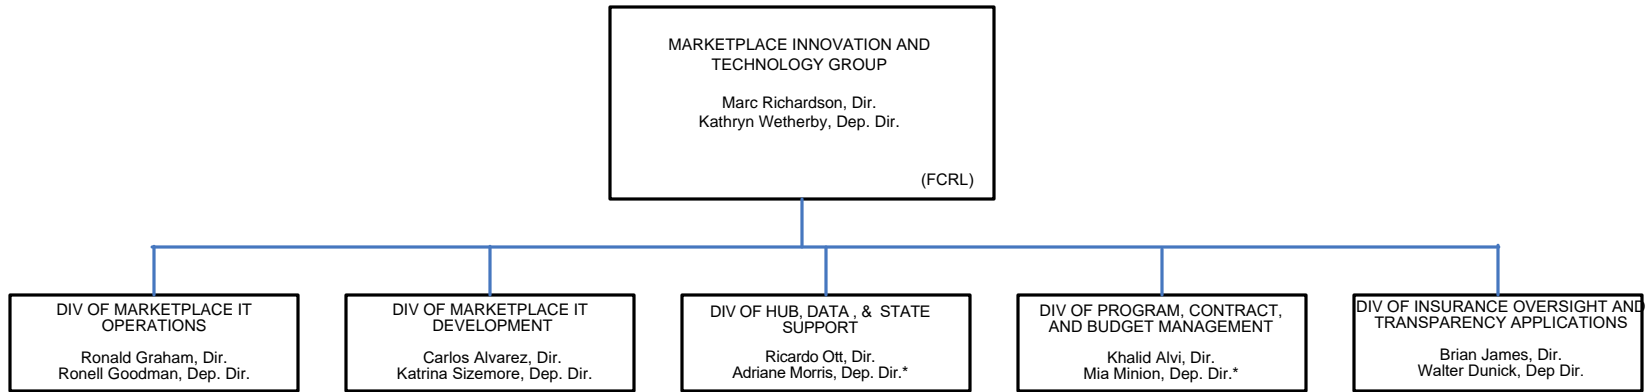 MARKETPLACE INNOVATION AND
TECHNOLOGY GROUP
Marc Richardson, Dir.
Kathryn Wetherby, Dep. Dir.
(FCRL)
DIV OF MARKETPLACE IT
OPERATIONS
Ronald Graham, Dir.
Ronell Goodman, Dep. Dir.
DIV OF MARKETPLACE IT
DEVELOPMENT
Carlos Alvarez, Dir.
Katrina Sizemore, Dep. Dir.
DIV OF HUB, DATA , & STATE
SUPPORT
Ricardo Ott, Dir.
Adriane Morris, Dep. Dir.*
DIV OF PROGRAM, CONTRACT,
AND BUDGET MANAGEMENT
Khalid Alvi, Dir.
Mia Minion, Dep. Dir.*
DIV OF INSURANCE OVERSIGHT AND
TRANSPARENCY APPLICATIONS
Brian James, Dir.
Walter Dunick, Dep Dir.